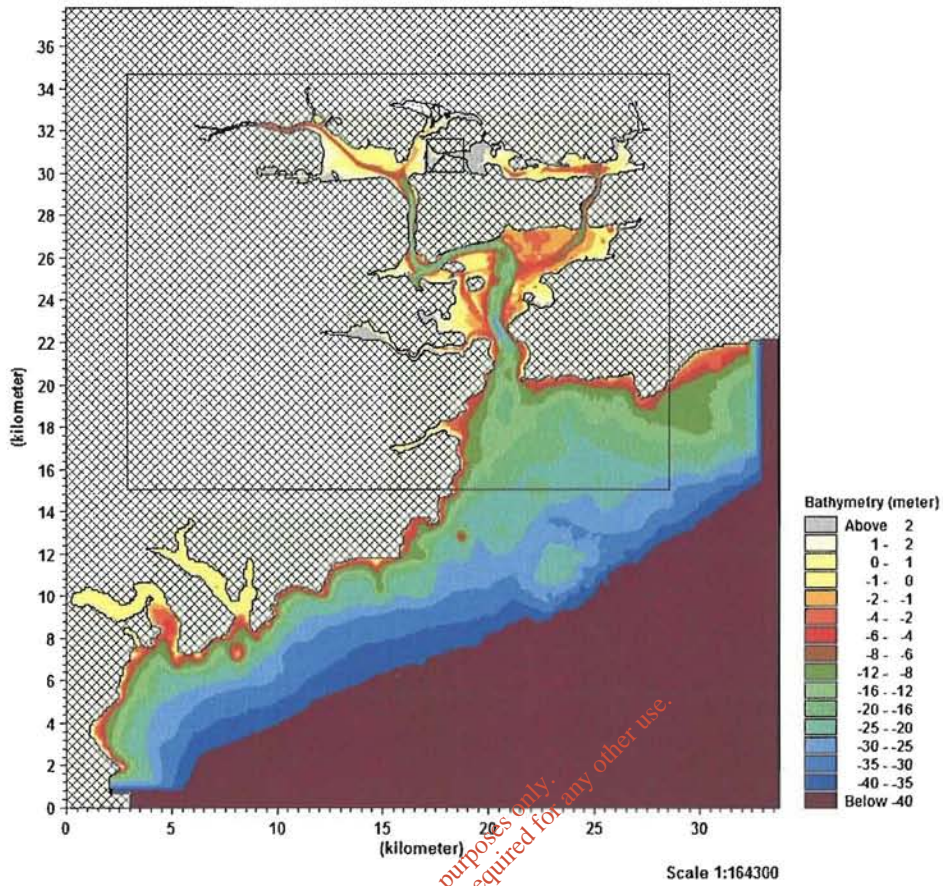 36
34
32
30
28
26
24
22
20
18
16
14
12
10
8
6
4
2
0
(kilometer)
0 5 10 15 20 25 30
(kilometer)
purposes only.
required for any other use.
Bathymetry (meter)
Above 2
1 - 2
0 - 1
-1 - 0
-2 - -1
-4 - -2
-6 - -4
-8 - -6
-12 - -8
-16 - -12
-20 - -16
-25 - -20
-30 - -25
-35 - -30
-40 - -35
Below -40
Scale 1:164300